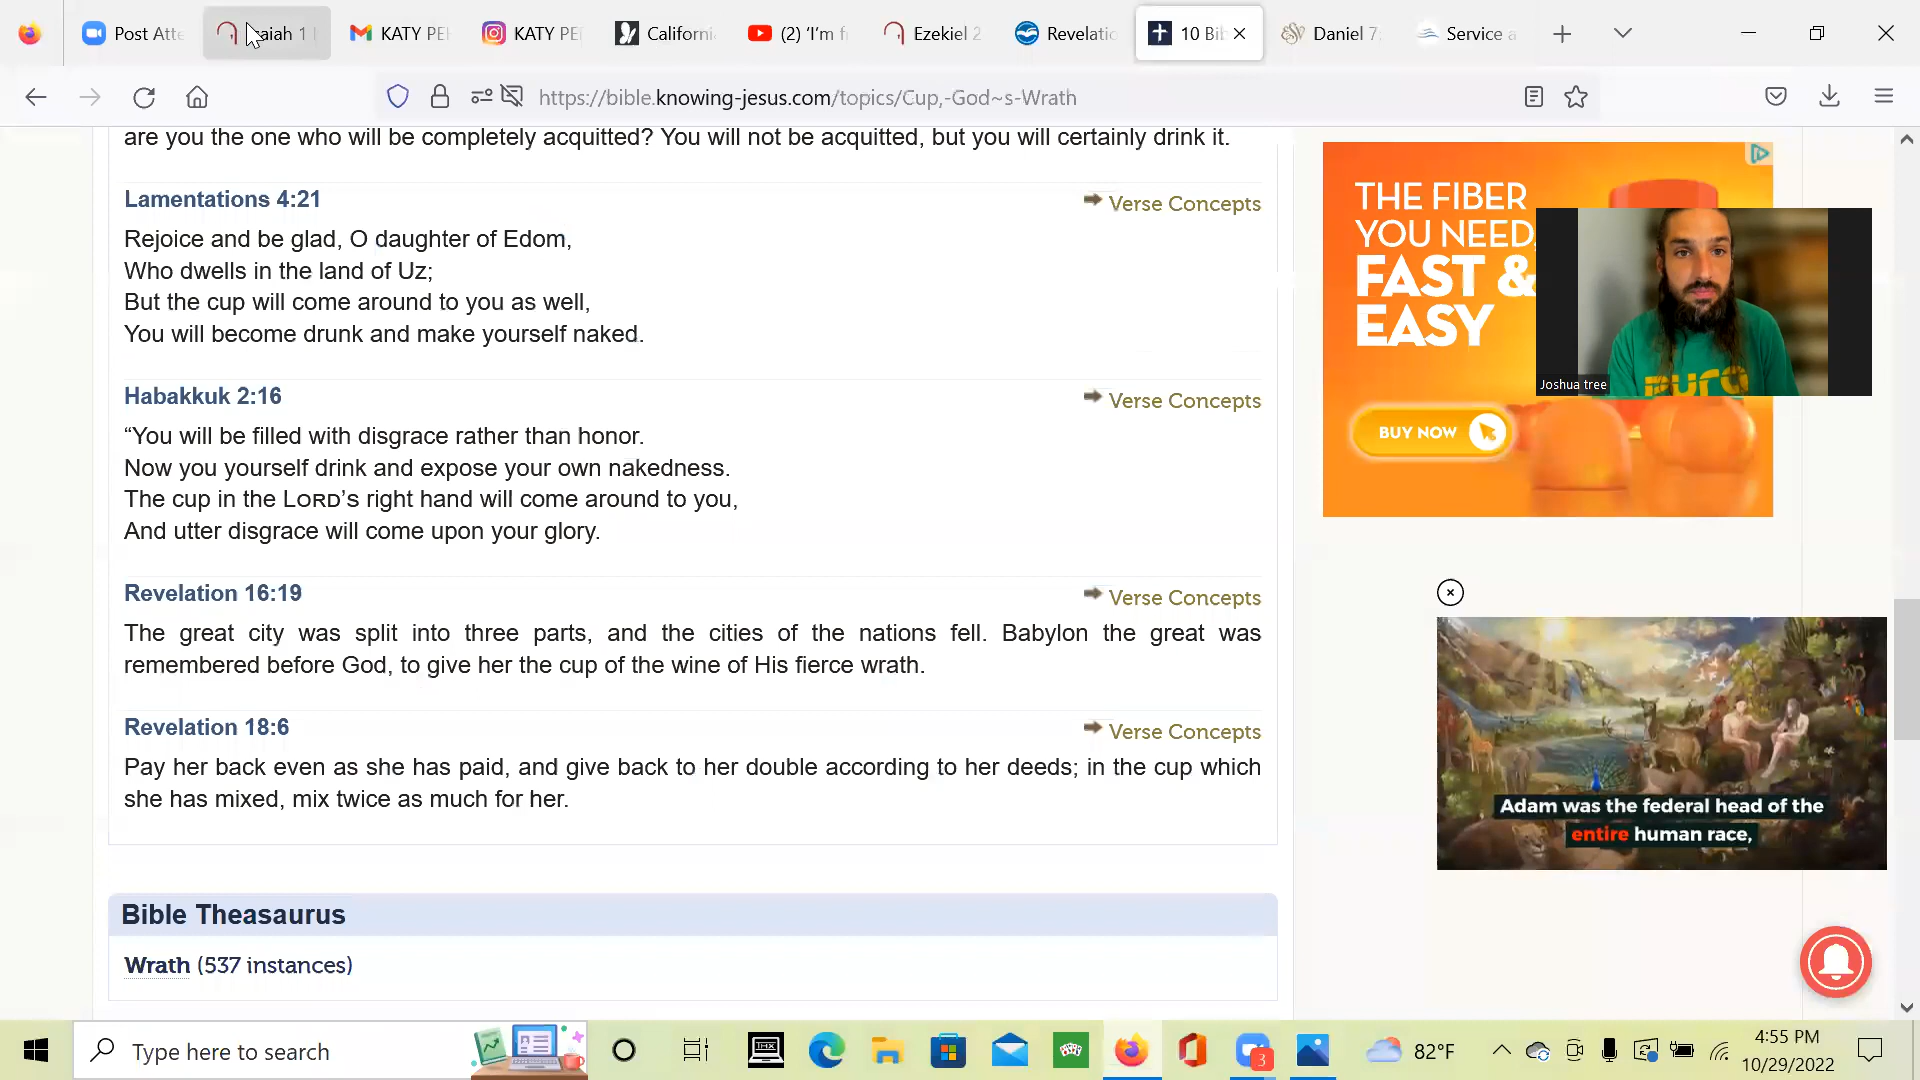 Post Atte
aiah 1
KATY PE
KATY PE
Californi
(2) 'I'm f
Ezekiel 2
Revelatio
10 Bib
Daniel 7
Service a
https://bible.knowing-jesus.com/topics/Cup,-God~s-Wrath
are you the one who will be completely acquitted? You will not be acquitted, but you will certainly drink it.
Lamentations 4:21
Verse Concepts
Rejoice and be glad, O daughter of Edom,
Who dwells in the land of Uz;
But the cup will come around to you as well,
You will become drunk and make yourself naked.
Habakkuk 2:16
Verse Concepts
“You will be filled with disgrace rather than honor.
Now you yourself drink and expose your own nakedness.
The cup in the LORD’s right hand will come around to you,
And utter disgrace will come upon your glory.
Revelation 16:19
Verse Concepts
The great city was split into three parts, and the cities of the nations fell. Babylon the great was
remembered before God, to give her the cup of the wine of His fierce wrath.
Revelation 18:6
Verse Concepts
Pay her back even as she has paid, and give back to her double according to her deeds; in the cup which
she has mixed, mix twice as much for her.
Bible Theasaurus
Wrath (537 instances)
THE FIBER
YOU NEED
FAST &
EASY
BUY NOW
Joshua tree
PURA
Adam was the federal head of the
entire human race,
Type here to search
THX
3
82°F
4:55 PM
10/29/2022